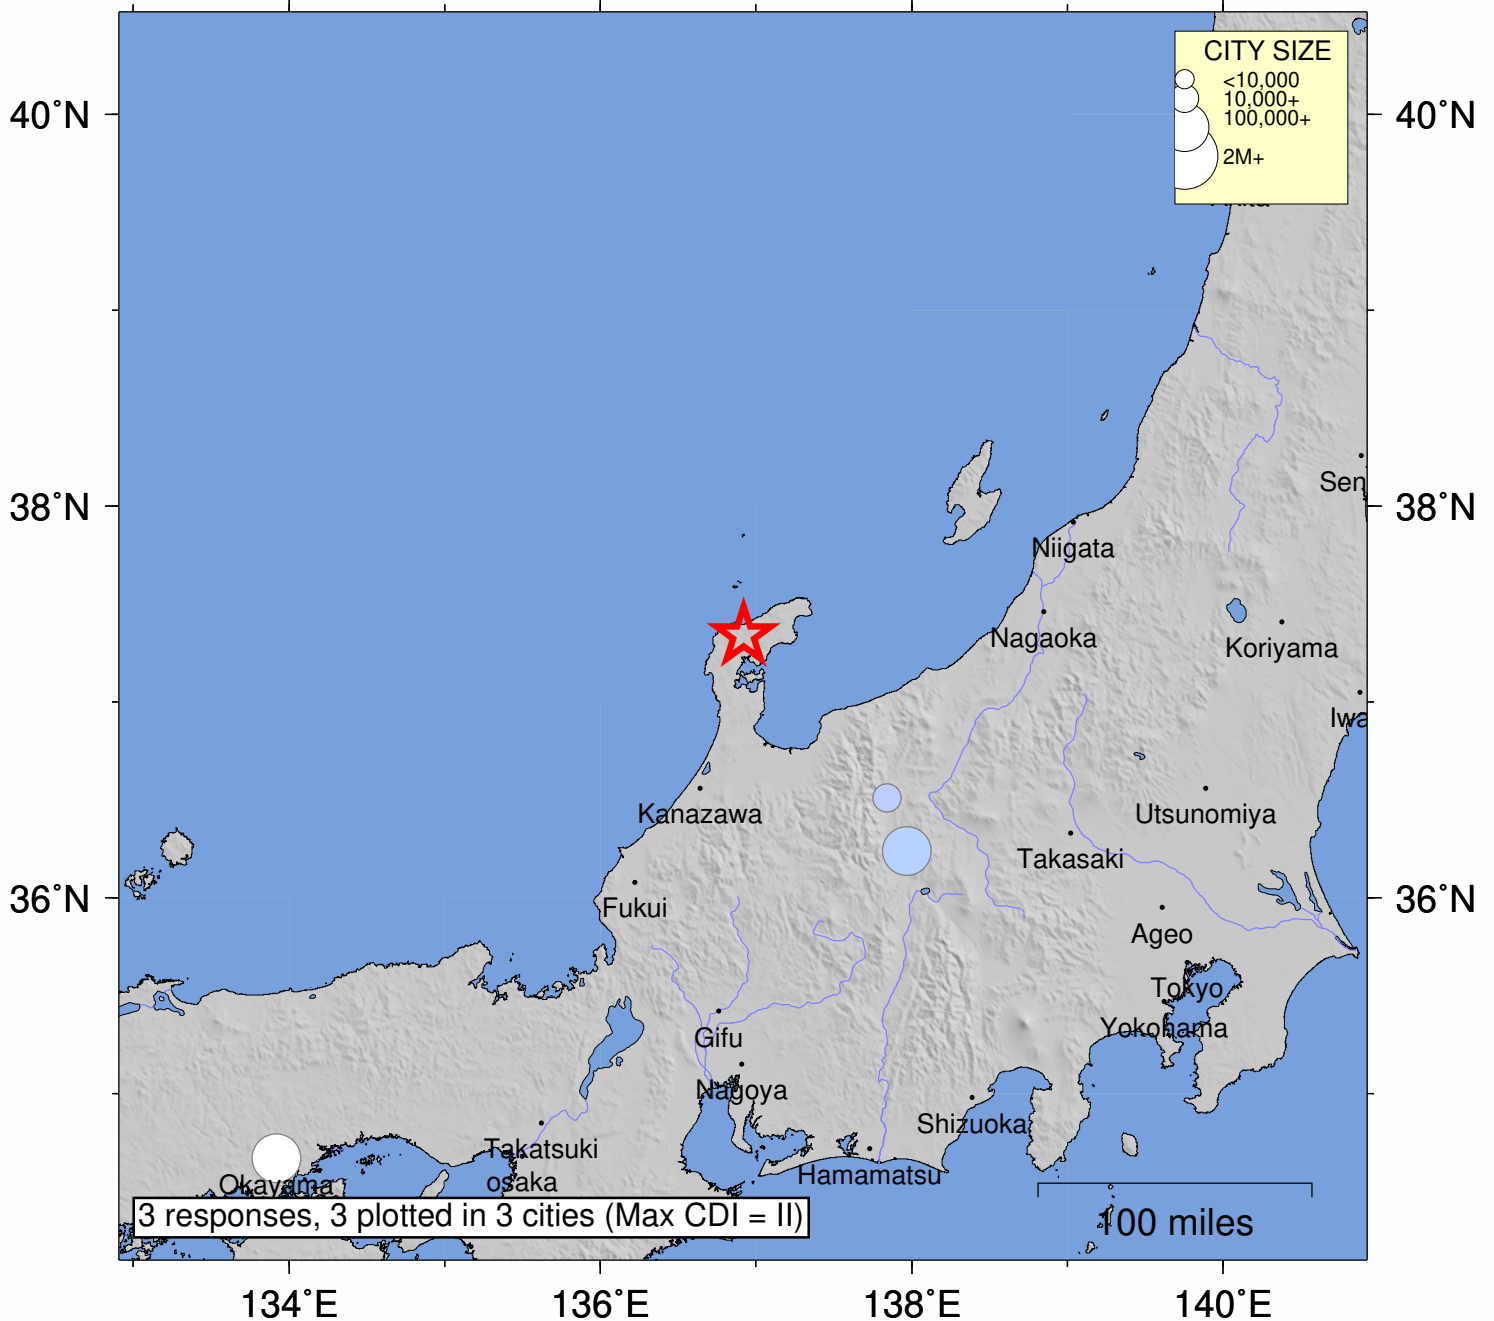 CITY SIZE
<10,000
10,000+
100,000+
2M+
40°N
40°N
38°N
38°N
36°N
36°N
Sen
Niigata
Nagaoka
Koriyama
Iwa
Kanazawa
Utsunomiya
Takasaki
Fukui
Ageo
Tokyo
Yokohama
Gifu
Nagoya
Shizuoka
Takatsuki
Hamamatsu
osaka
Okayama
3 responses, 3 plotted in 3 cities (Max CDI = II)
100 miles
134°E
136°E
138°E
140°E